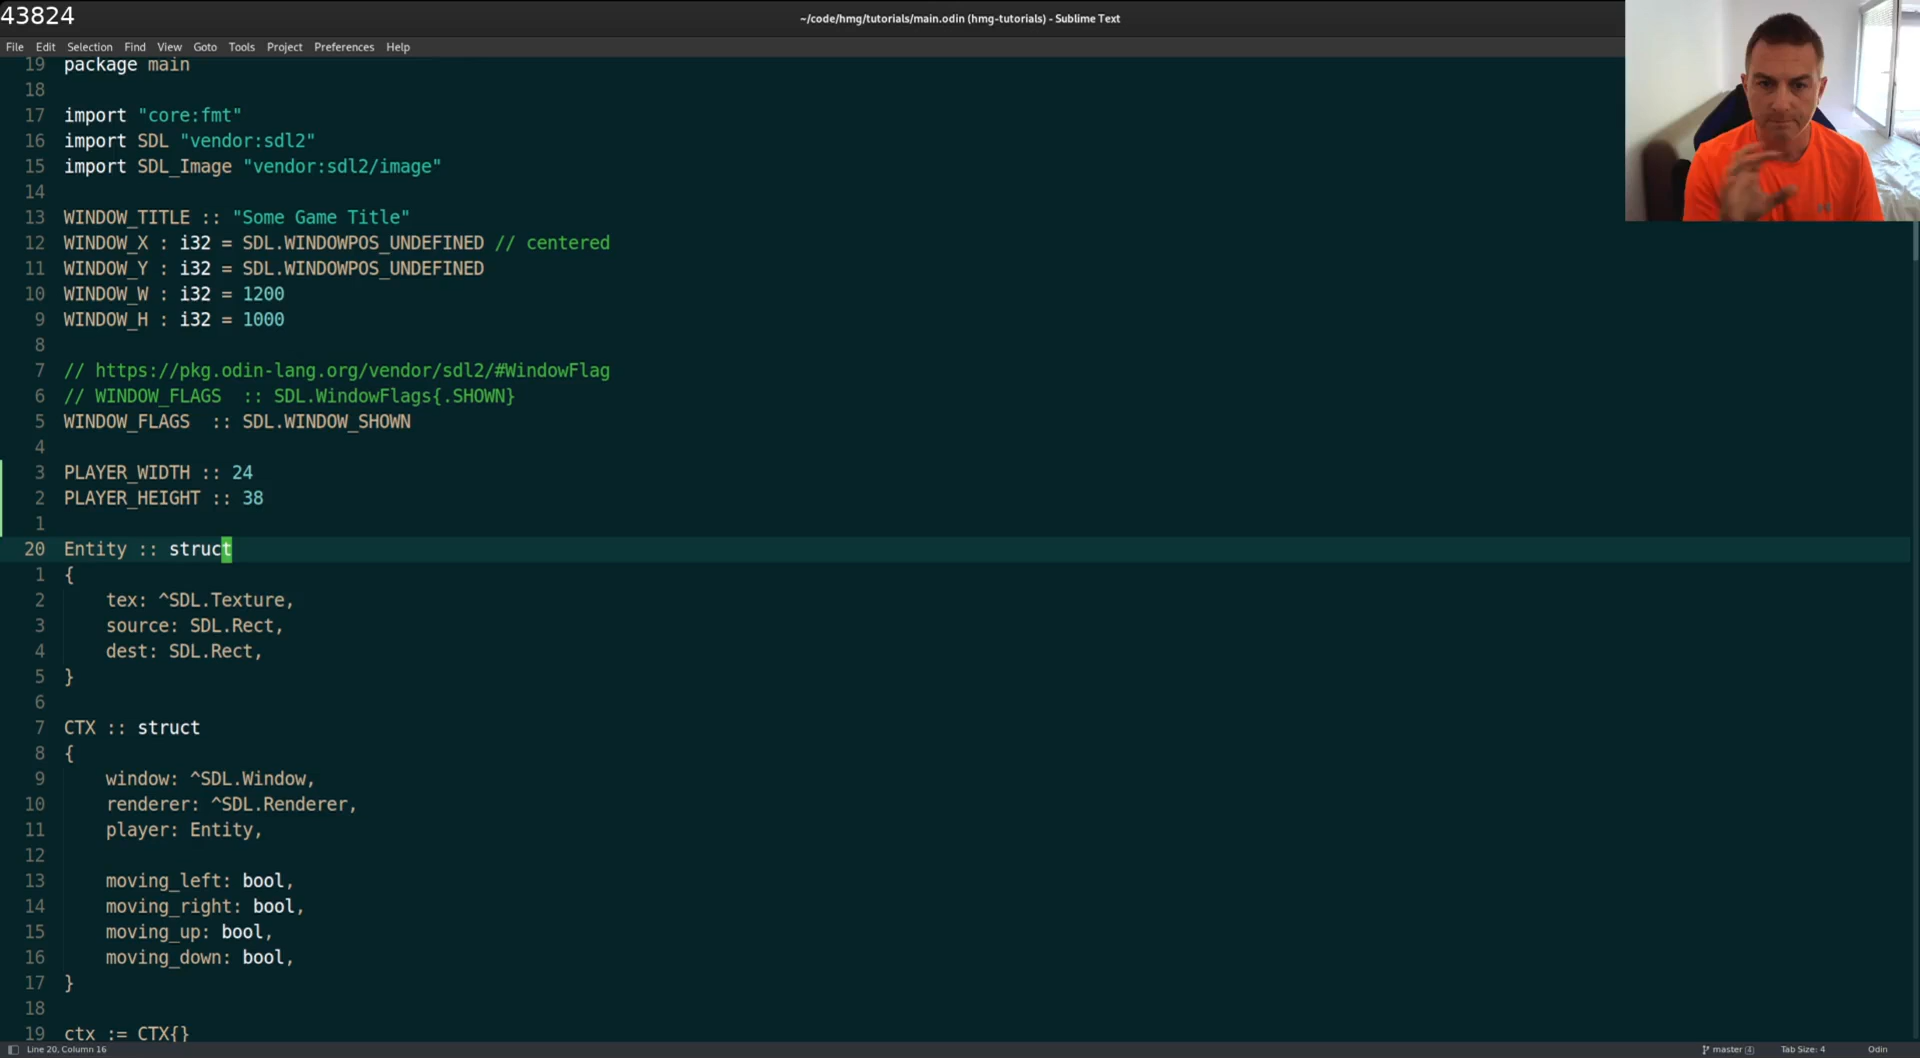 43824
~/code/hmg/tutorials/main.odin (hmg-tutorials) - Sublime Text
File Edit Selection Find View Goto Tools Project Preferences Help
19 package main
18
17 import "core:fmt"
16 import SDL "vendor:sdl2"
15 import SDL_Image "vendor:sdl2/image"
14
13 WINDOW_TITLE :: "Some Game Title"
12 WINDOW_X : i32 = SDL.WINDOWPOS_UNDEFINED // centered
11 WINDOW_Y : i32 = SDL.WINDOWPOS_UNDEFINED
10 WINDOW_W : i32 = 1200
9 WINDOW_H : i32 = 1000
8
7 // https://pkg.odin-lang.org/vendor/sdl2/#WindowFlag
6 // WINDOW_FLAGS  :: SDL.WindowFlags{.SHOWN}
5 WINDOW_FLAGS  :: SDL.WINDOW_SHOWN
4
3 PLAYER_WIDTH :: 24
2 PLAYER_HEIGHT :: 38
1
20 Entity :: struct
1 {
2     tex: ^SDL.Texture,
3     source: SDL.Rect,
4     dest: SDL.Rect,
5 }
6
7 CTX :: struct
8 {
9     window: ^SDL.Window,
10     renderer: ^SDL.Renderer,
11     player: Entity,
12
13     moving_left: bool,
14     moving_right: bool,
15     moving_up: bool,
16     moving_down: bool,
17 }
18
19 ctx := CTX{}
Line 20, Column 16 master (4) Tab Size: 4 Odin